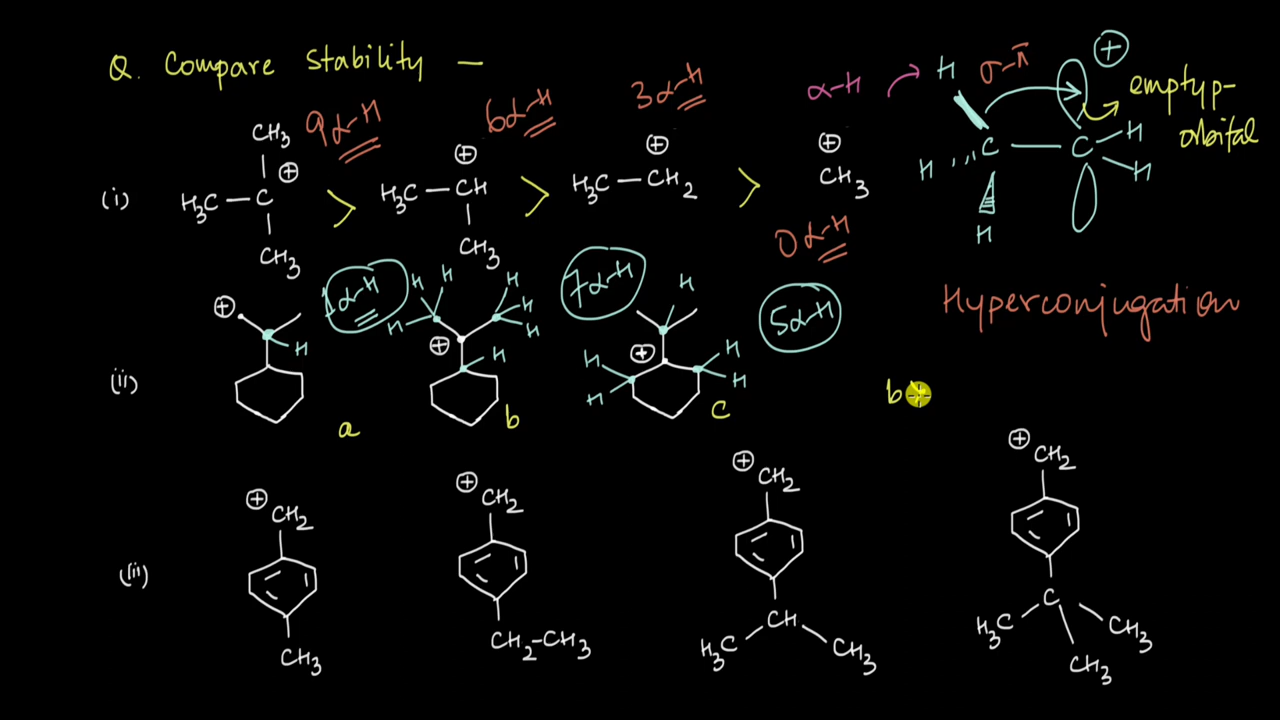 Q. Compare Stability —
9α-H
6α-H
3α-H
α-H
H
σ-π
⊕
empty p-
orbital
H
C — C
H
H
H
(i)
CH3
H3C — C ⊕
CH3
>
⊕
H3C — CH
CH3
>
⊕
H3C — CH2
>
⊕
CH3
0α-H
Hyperconjugation
(ii)
⊕
H
1α-H
a
H H
H
H
H
H
⊕
H
7α-H
b
H
⊕
H
H
H
H
5α-H
c
b
(iii)
⊕ CH2
CH3
⊕ CH2
CH2-CH3
⊕ CH2
CH
H3C
CH3
⊕ CH2
C
H3C
CH3
CH3